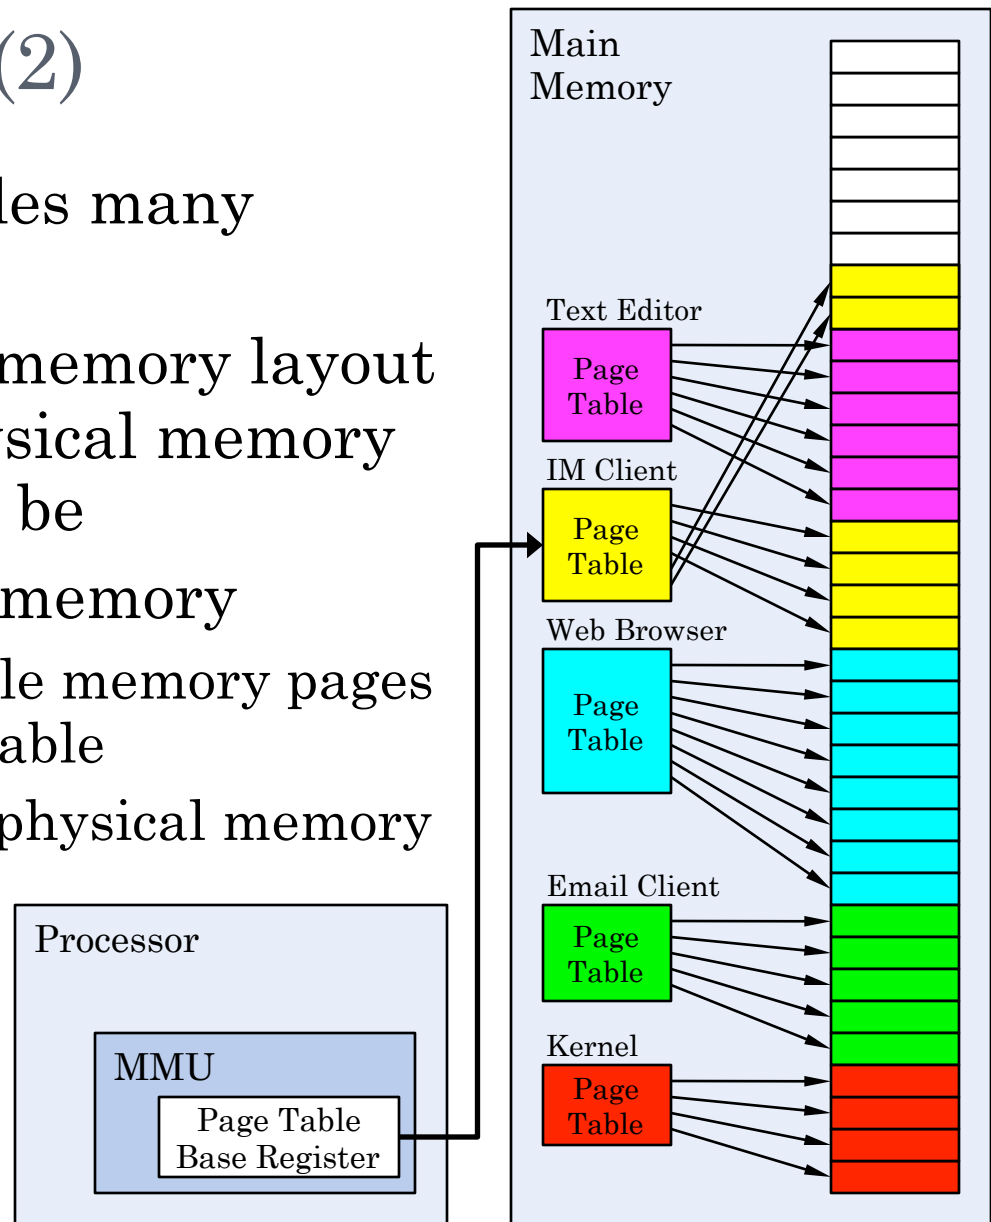 (2)
les many
memory layout
ysical memory
be
memory
le memory pages
able
physical memory
Processor
MMU
Page Table
Base Register
Main
Memory
Text Editor
Page
Table
IM Client
Page
Table
Web Browser
Page
Table
Email Client
Page
Table
Kernel
Page
Table